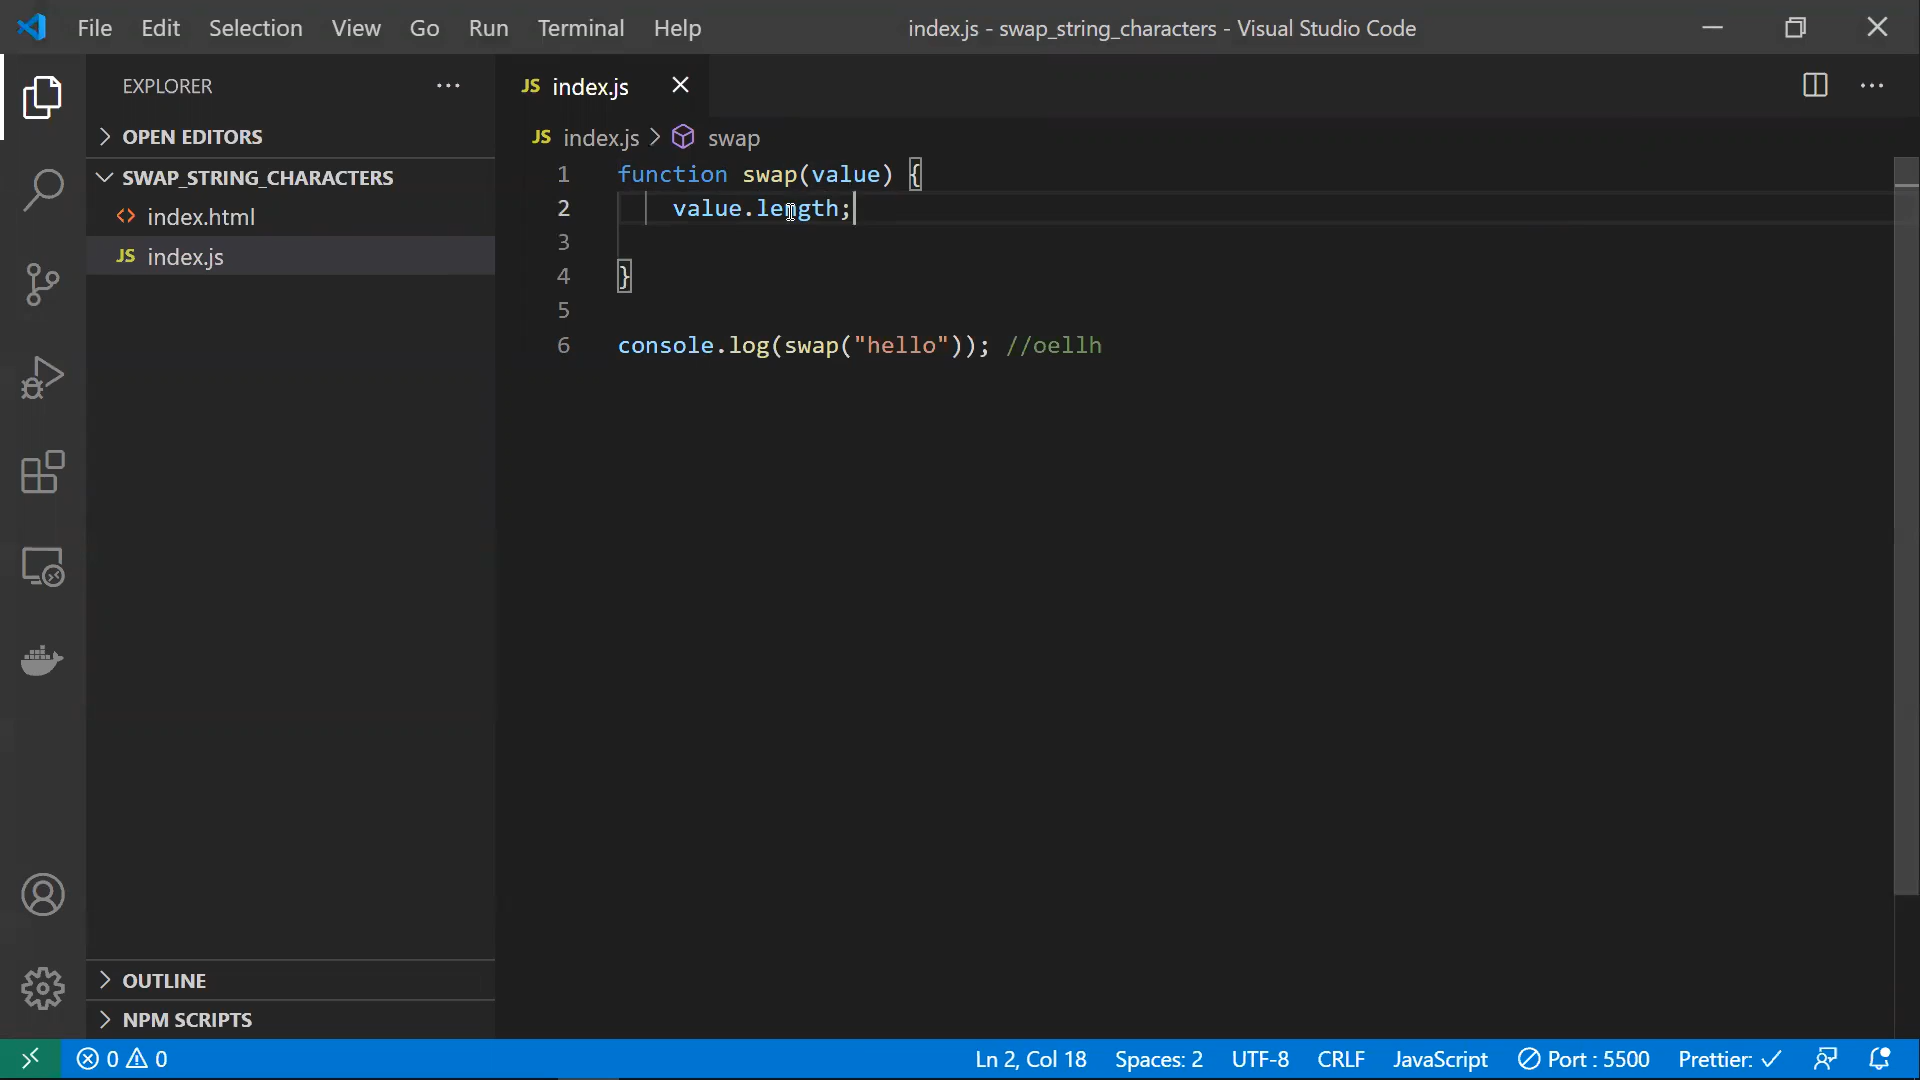 File Edit Selection View Go Run Terminal Help index.js - swap_string_characters - Visual Studio Code
EXPLORER
OPEN EDITORS
SWAP_STRING_CHARACTERS
<> index.html
JS index.js
OUTLINE
NPM SCRIPTS
JS index.js
JS index.js > swap
1 function swap(value) {
2 value.length;
3
4 }
5
6 console.log(swap("hello")); //oellh
0 0 Ln 2, Col 18 Spaces: 2 UTF-8 CRLF JavaScript Port : 5500 Prettier: ✓